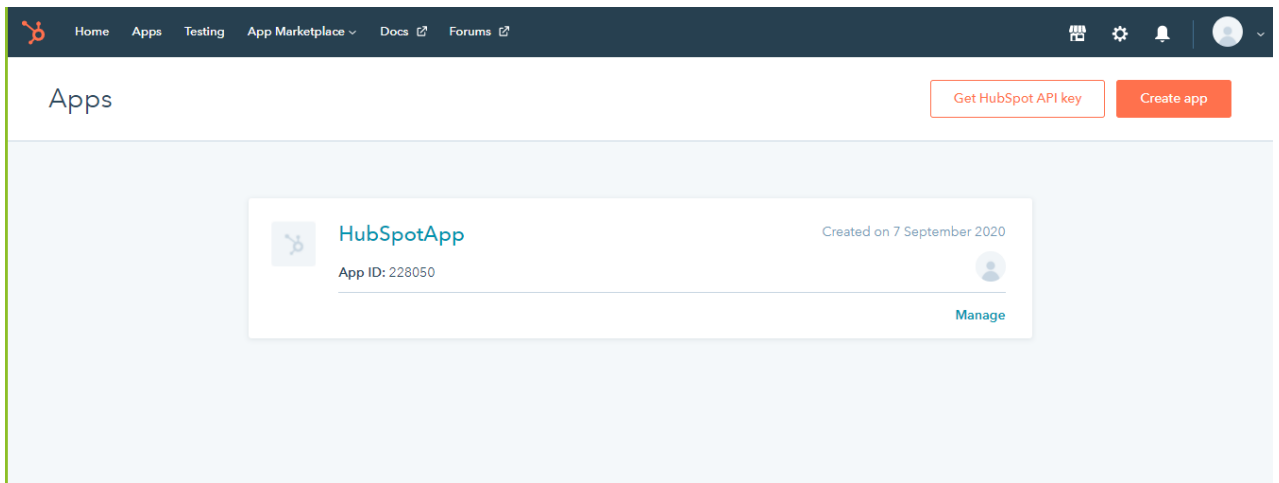 Home Apps Testing App Marketplace Docs Forums
Apps Get HubSpot API key Create app
HubSpotApp Created on 7 September 2020
App ID: 228050
Manage